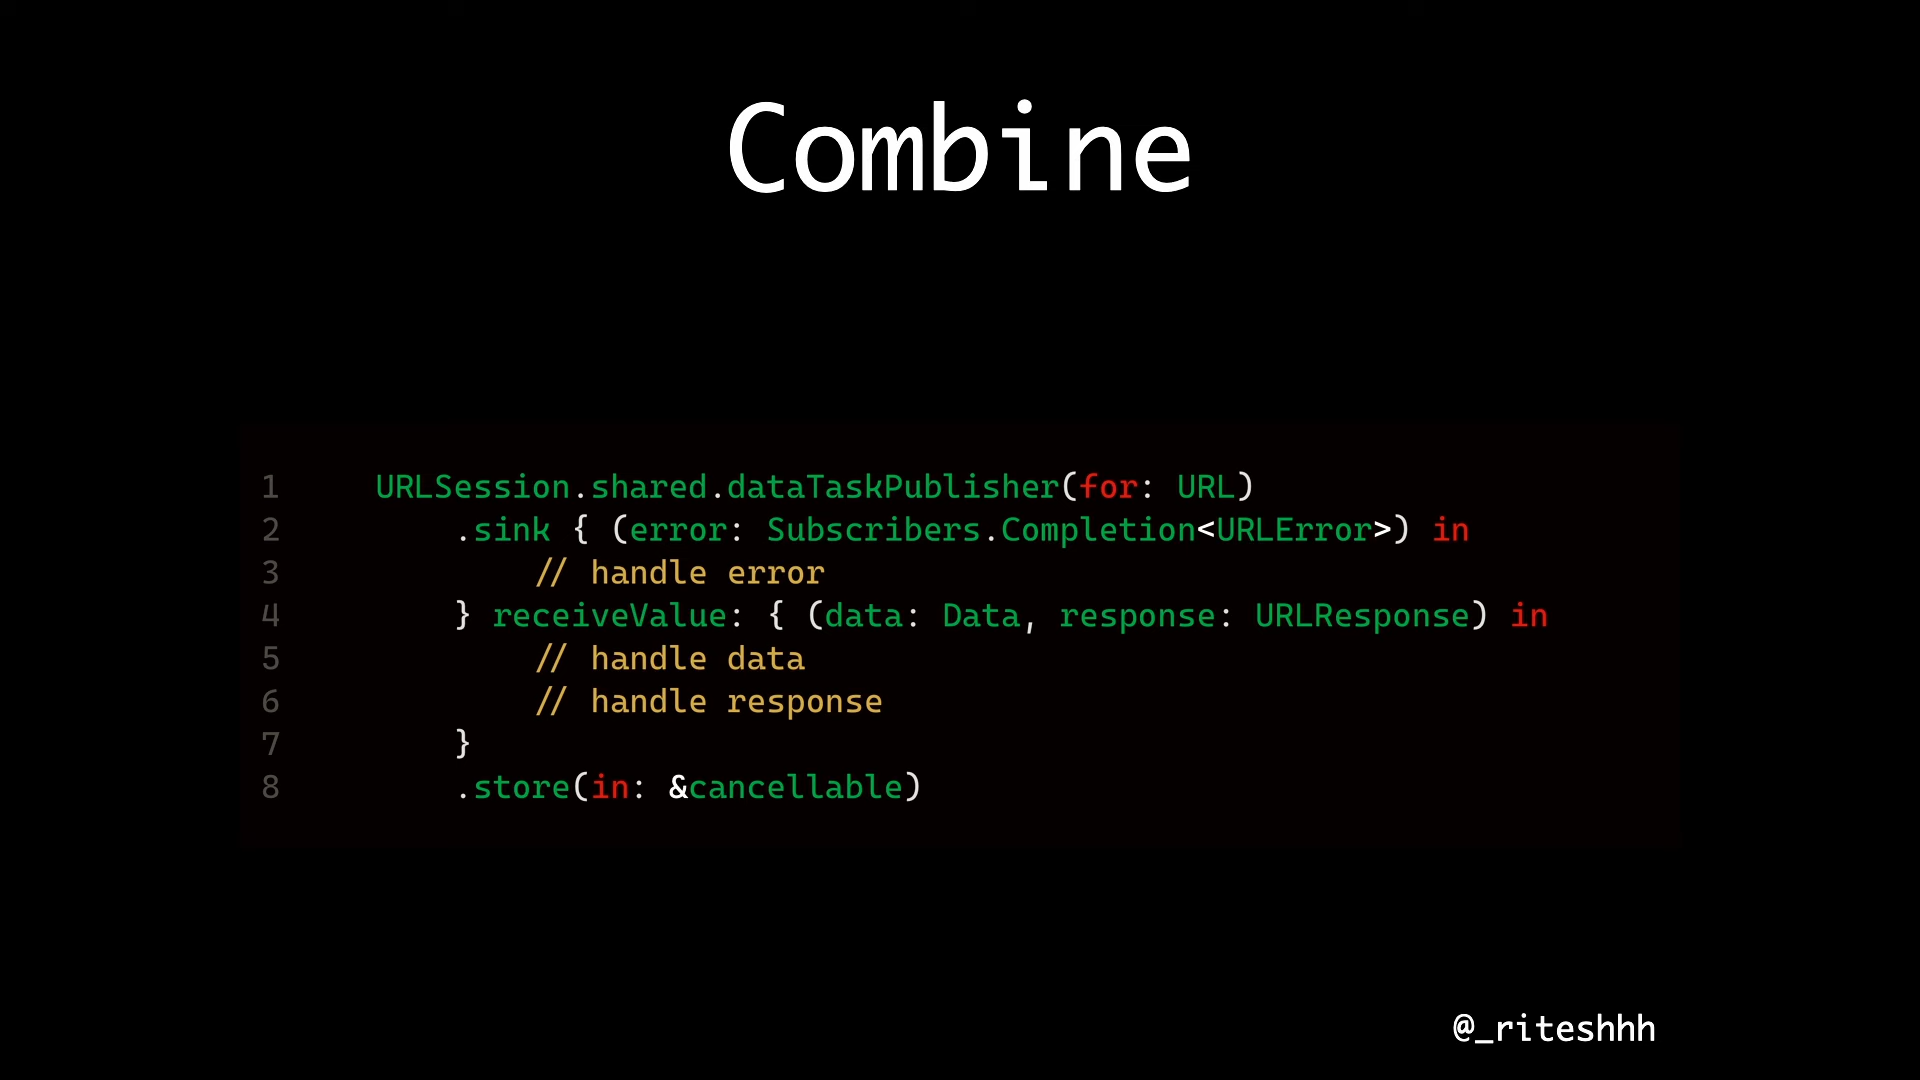 Combine
1 URLSession.shared.dataTaskPublisher(for: URL)
2 .sink { (error: Subscribers.Completion<URLError>) in
3 // handle error
4 } receiveValue: { (data: Data, response: URLResponse) in
5 // handle data
6 // handle response
7 }
8 .store(in: &cancellable)
@_riteshhh